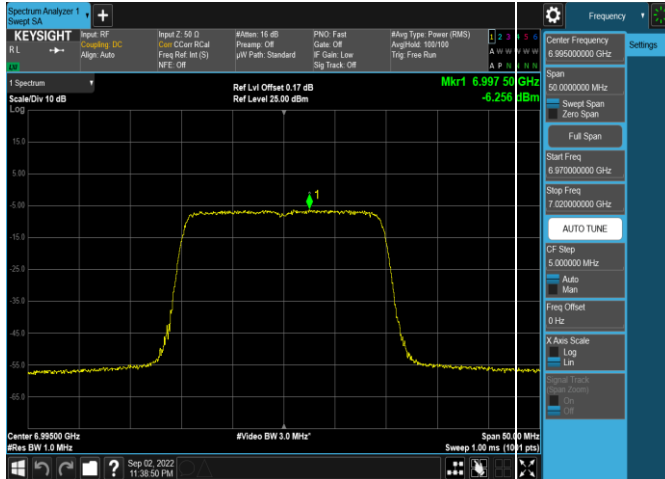 Spectrum Analyzer 1
Swept SA
+
Frequency
KEYSIGHT
Input: RF
Input Z: 50 Ω
#Atten: 16 dB
PNO: Fast
#Avg Type: Power (RMS)
1 2 3 4 5 6
RL
Coupling: DC
Corr CCorr RCal
Preamp: Off
Gate: Off
Avg|Hold: 100/100
A W W W W W
Align: Auto
Freq Ref: Int (S)
µW Path: Standard
IF Gain: Low
Trig: Free Run
NFE: Off
Sig Track: Off
A P N N N N
1 Spectrum
Scale/Div 10 dB
Ref Lvl Offset 0.17 dB
Ref Level 25.00 dBm
Mkr1 6.997 50 GHz
-6.256 dBm
Log
15.0
5.00
-5.00
-15.0
-25.0
-35.0
-45.0
-55.0
-65.0
1
Center 6.99500 GHz
#Video BW 3.0 MHz*
Span 50.00 MHz
#Res BW 1.0 MHz
Sweep 1.00 ms (1001 pts)
Sep 02, 2022
11:38:50 PM
?
Center Frequency
6.995000000 GHz
Settings
Span
50.0000000 MHz
Swept Span
Zero Span
Full Span
Start Freq
6.970000000 GHz
Stop Freq
7.020000000 GHz
AUTO TUNE
CF Step
5.000000 MHz
Auto
Man
Freq Offset
0 Hz
X Axis Scale
Log
Lin
Signal Track
(Span Zoom)
On
Off